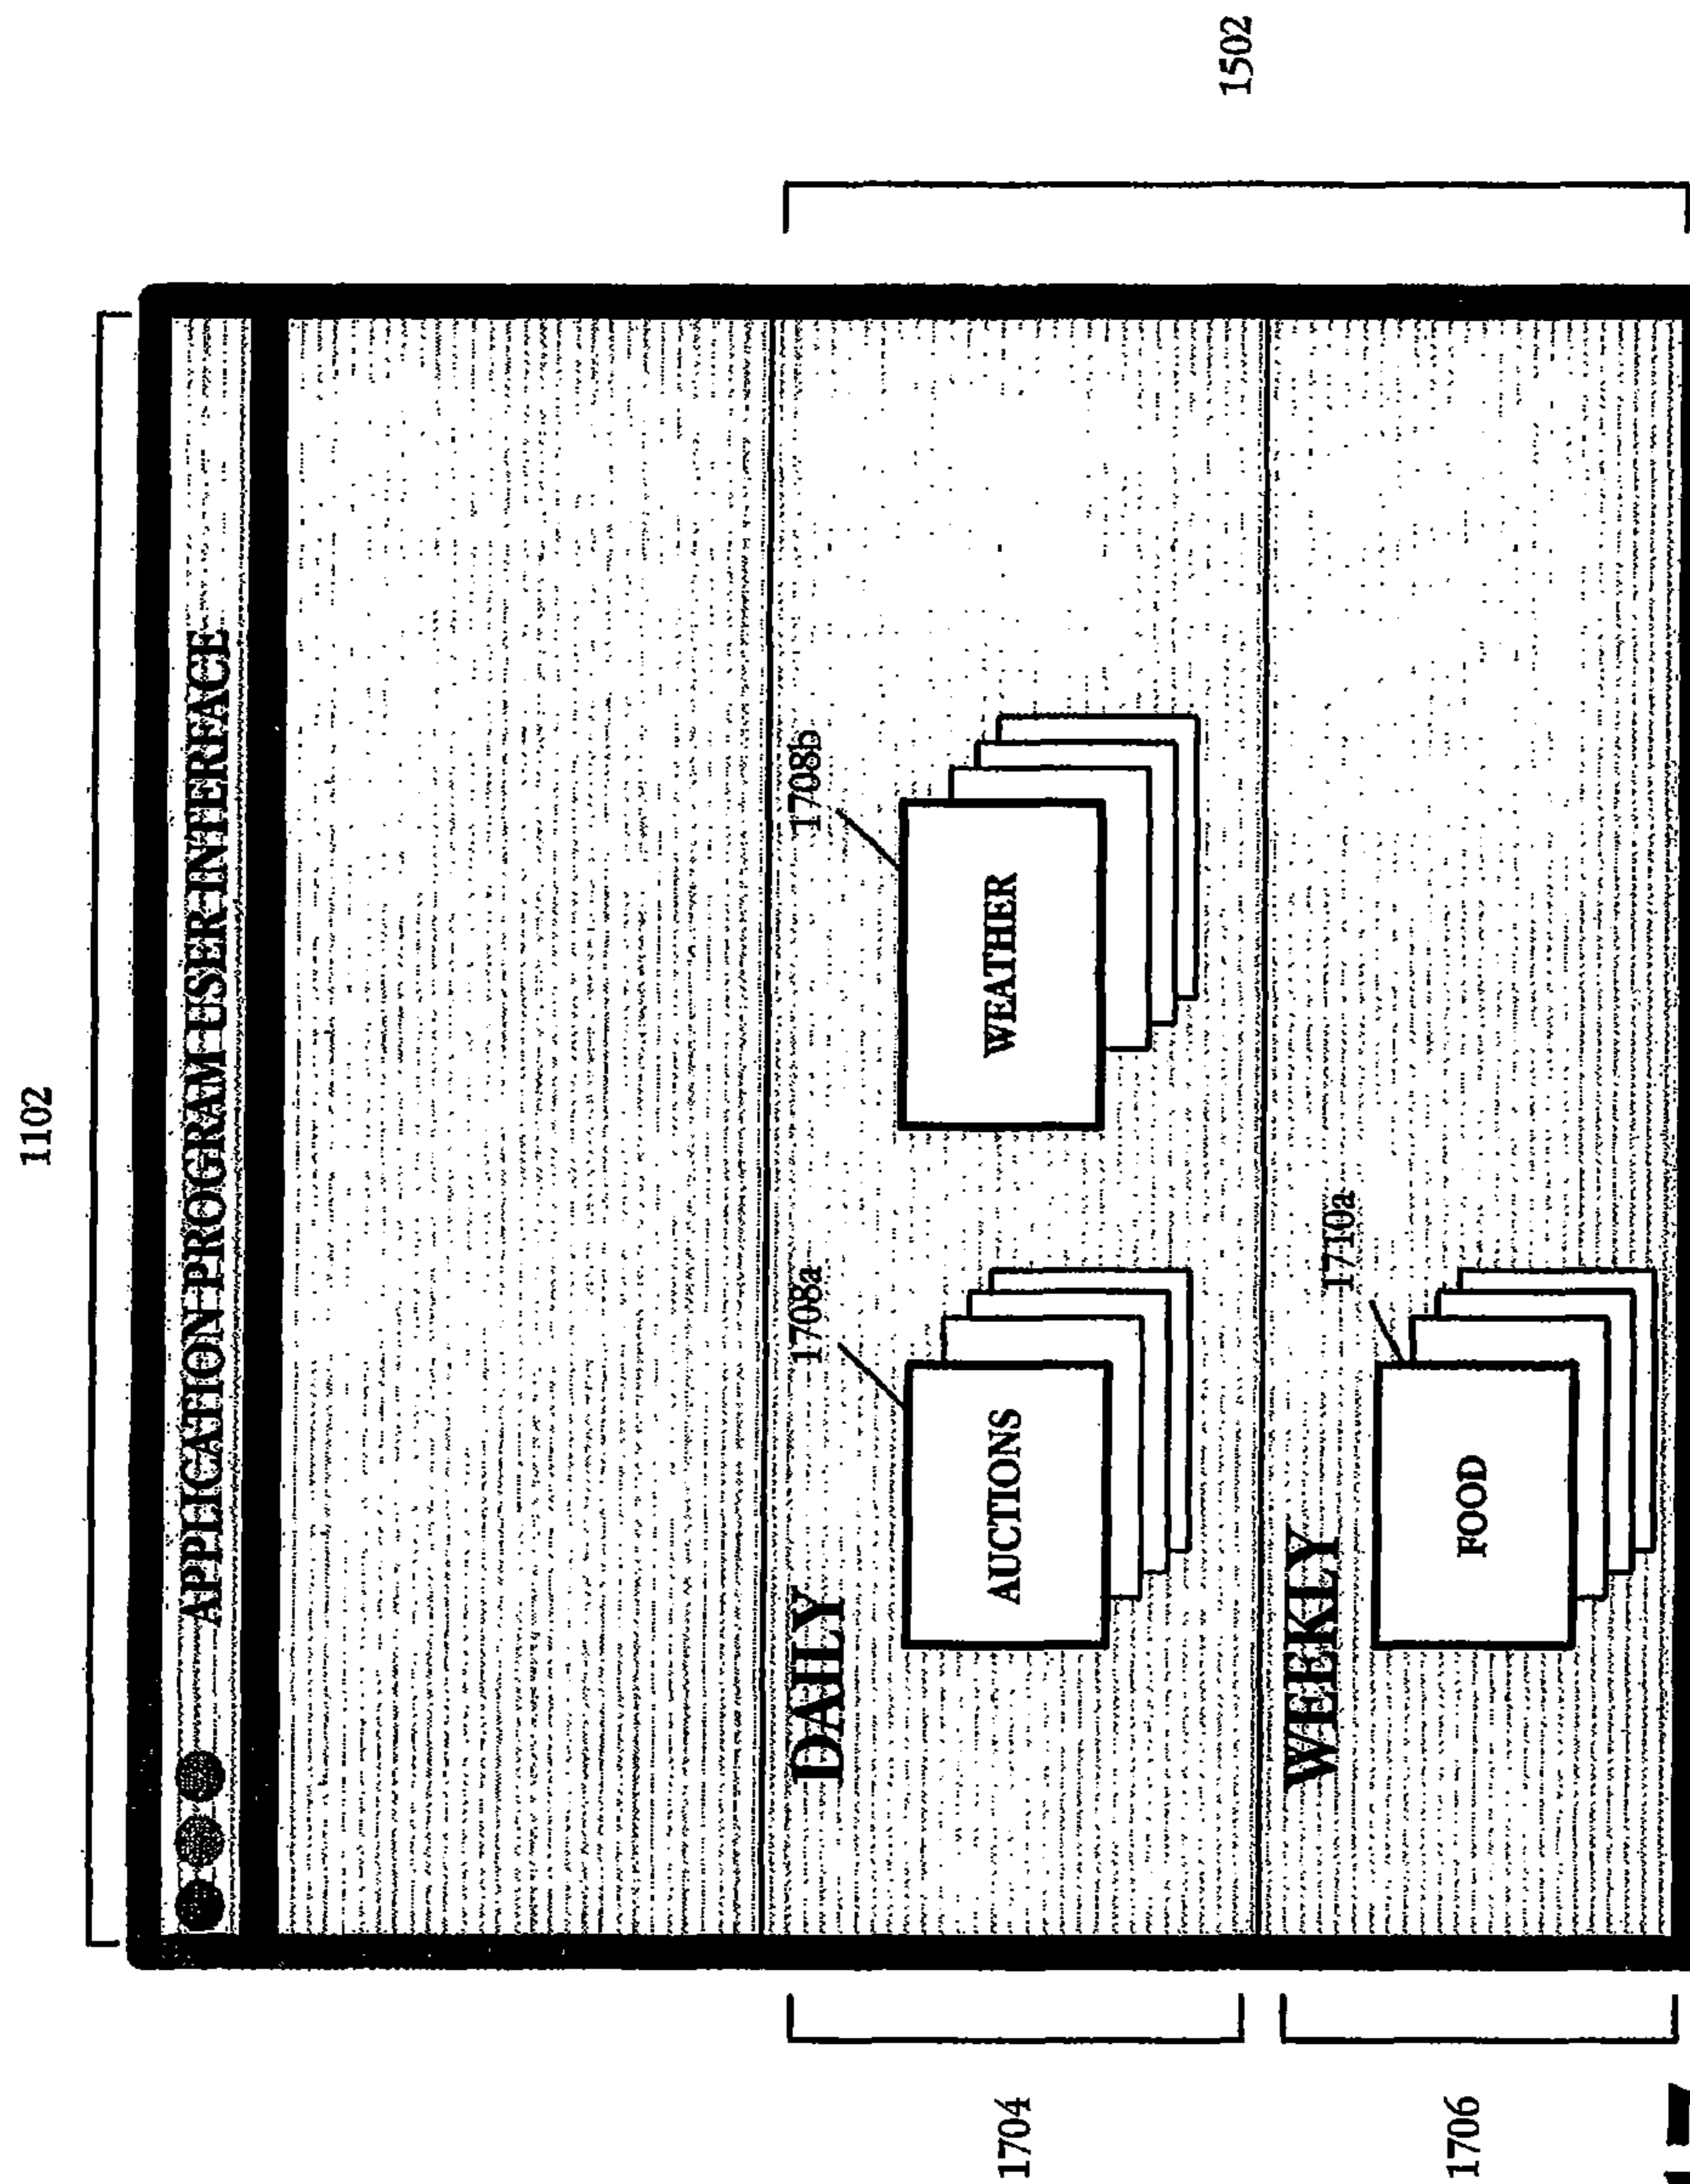 1102
APPLICATION PROGRAM USER INTERFACE
1502
1704
DAILY
1708a
1708b
AUCTIONS
WEATHER
1706
WEEKLY
1710a
FOOD